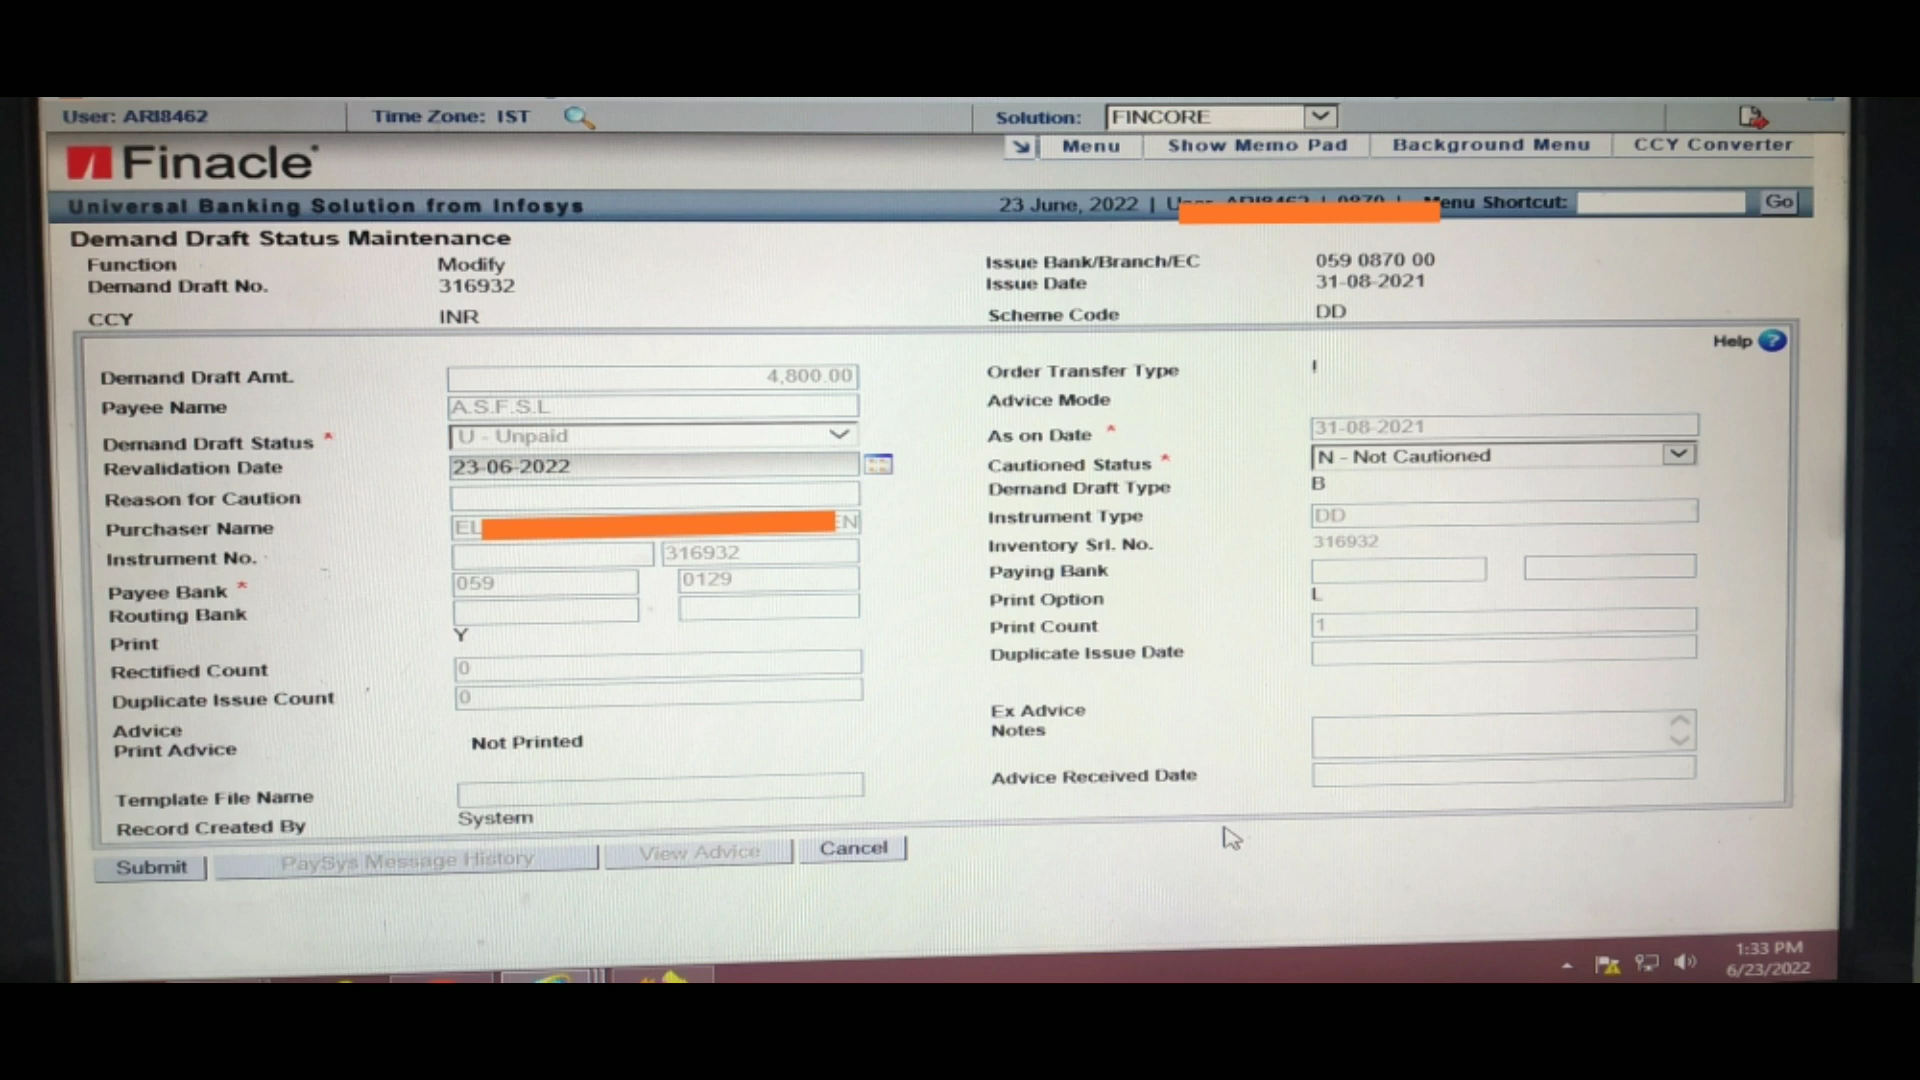 User: ARI8462 Time Zone: IST Solution: FINCORE
Menu Show Memo Pad Background Menu CCY Converter
Finacle
Universal Banking Solution from Infosys 23 June, 2022 | Menu Shortcut: Go
Demand Draft Status Maintenance
Function Modify Issue Bank/Branch/EC 059 0870 00
Demand Draft No. 316932 Issue Date 31-08-2021
CCY INR Scheme Code DD
Help ?
Demand Draft Amt. 4,800.00 Order Transfer Type I
Payee Name A.S.F.S.L Advice Mode
Demand Draft Status * U - Unpaid As on Date * 31-08-2021
Revalidation Date 23-06-2022 Cautioned Status * N - Not Cautioned
Reason for Caution Demand Draft Type B
Purchaser Name EL EN Instrument Type DD
Instrument No. 316932 Inventory Srl. No. 316932
Payee Bank * 059 0129 Paying Bank
Routing Bank Print Option L
Print Y Print Count 1
Rectified Count 0 Duplicate Issue Date
Duplicate Issue Count 0
Advice Ex Advice
Print Advice Not Printed Notes
Advice Received Date
Template File Name
Record Created By System
Submit PaySys Message History View Advice Cancel
1:33 PM
6/23/2022